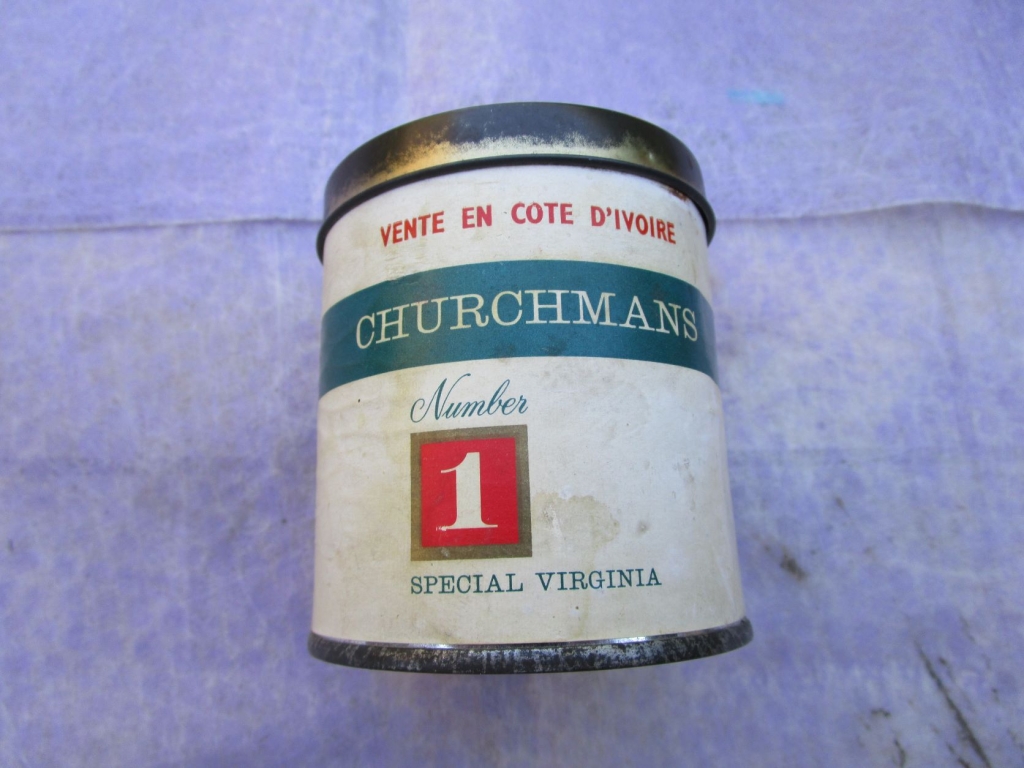 VENTE EN COTE D'IVOIRE
CHURCHMANS
Number
1
SPECIAL VIRGINIA